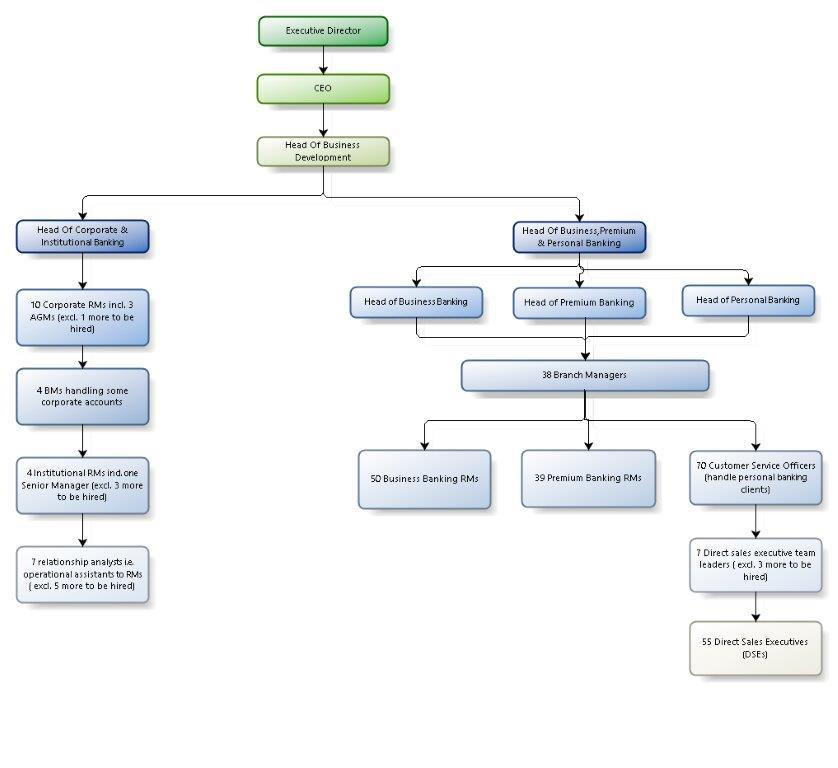 Executive Director
CEO
Head Of Business
Development
Head Of Corporate &
Institutional Banking
Head Of Business,Premium
& Personal Banking
10 Corporate RMs incl. 3
AGMs (excl. 1 more to be
hired)
Head of Business Banking
Head of Premium Banking
Head of Personal Banking
4 BMs handling some
corporate accounts
38 Branch Managers
4 Institutional RMs incl. one
Senior Manager (excl. 3 more
to be hired)
50 Business Banking RMs
39 Premium Banking RMs
70 Customer Service Officers
(handle personal banking
clients)
7 relationship analysts i.e.
operational assistants to RMs
( excl. 5 more to be hired)
7 Direct sales executive team
leaders ( excl. 3 more to be
hired)
55 Direct Sales Executives
(DSEs)